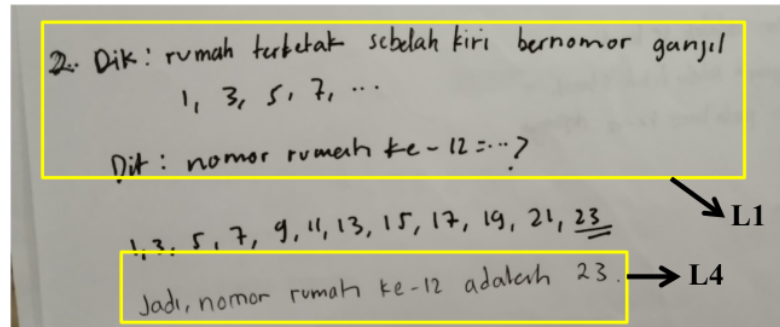 2. Dik : rumah terletak sebelah kiri bernomor ganjil
1, 3, 5, 7, ...
Dit : nomor rumah ke-12 = ... ?
L1
1, 3, 5, 7, 9, 11, 13, 15, 17, 19, 21, 23
Jadi, nomor rumah ke-12 adalah 23.
L4